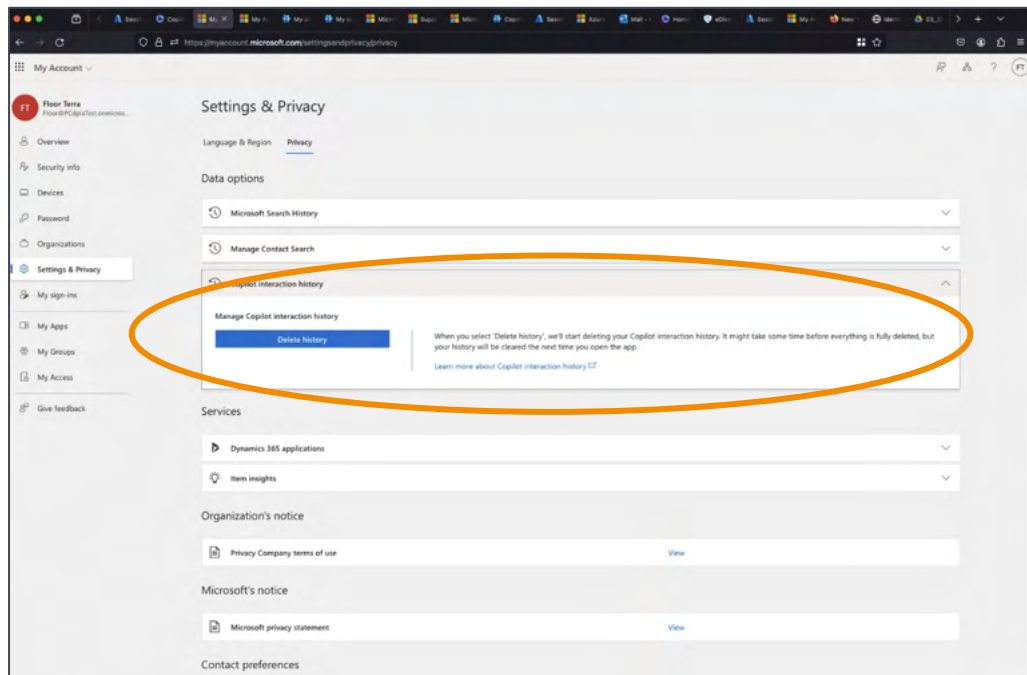 https://myaccount.microsoft.com/settingsandprivacy/privacy
My Account
FT
FT
Floor Terra
Settings & Privacy
Overview
Security info
Devices
Password
Organizations
Settings & Privacy
My sign-ins
My Apps
My Groups
My Access
Give feedback
Language & Region Privacy
Data options
Microsoft Search History
Manage Contact Search
Copilot interaction history
Manage Copilot interaction history
Delete history
When you select 'Delete history', we'll start deleting your Copilot interaction history. It might take some time before everything is fully deleted, but
your history will be cleared the next time you open the app.
Learn more about Copilot interaction history
Services
Dynamics 365 applications
Item insights
Organization's notice
Privacy Company terms of use View
Microsoft's notice
Microsoft privacy statement View
Contact preferences